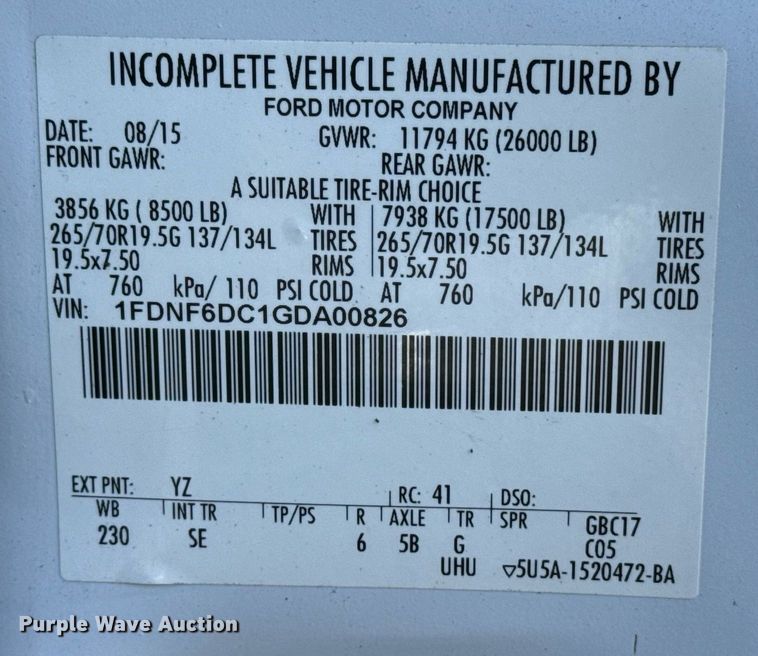 INCOMPLETE VEHICLE MANUFACTURED BY
FORD MOTOR COMPANY
DATE: 08/15 GVWR: 11794 KG (26000 LB)
FRONT GAWR: REAR GAWR:
A SUITABLE TIRE-RIM CHOICE
3856 KG ( 8500 LB) WITH 7938 KG (17500 LB) WITH
265/70R19.5G 137/134L TIRES 265/70R19.5G 137/134L TIRES
19.5x7.50 RIMS 19.5x7.50 RIMS
AT 760 kPa/ 110 PSI COLD AT 760 kPa/110 PSI COLD
VIN: 1FDNF6DC1GDA00826
EXT PNT: YZ RC: 41 DSO:
WB INT TR TP/PS R AXLE TR SPR GBC17
230 SE 6 5B G C05
UHU ▽5U5A-1520472-BA
Purple Wave Auction